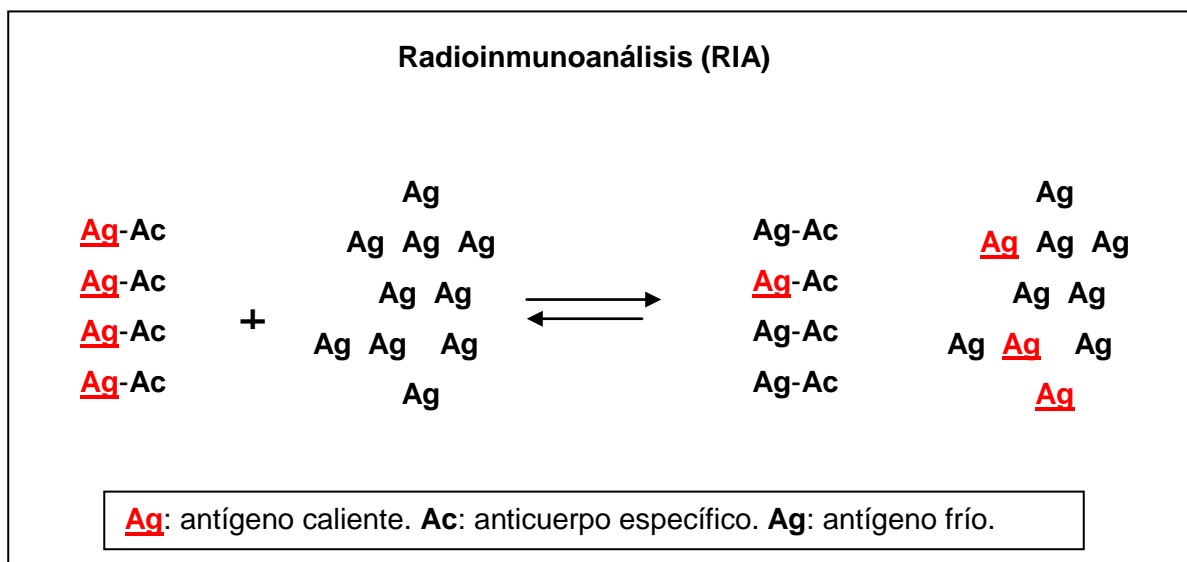 Radioinmunoanálisis (RIA)
Ag-Ac
Ag-Ac
Ag-Ac
Ag-Ac
+
Ag
Ag Ag Ag
Ag Ag
Ag Ag Ag
Ag
Ag-Ac
Ag-Ac
Ag-Ac
Ag-Ac
Ag
Ag Ag Ag
Ag Ag
Ag Ag Ag
Ag
Ag: antígeno caliente. Ac: anticuerpo específico. Ag: antígeno frío.